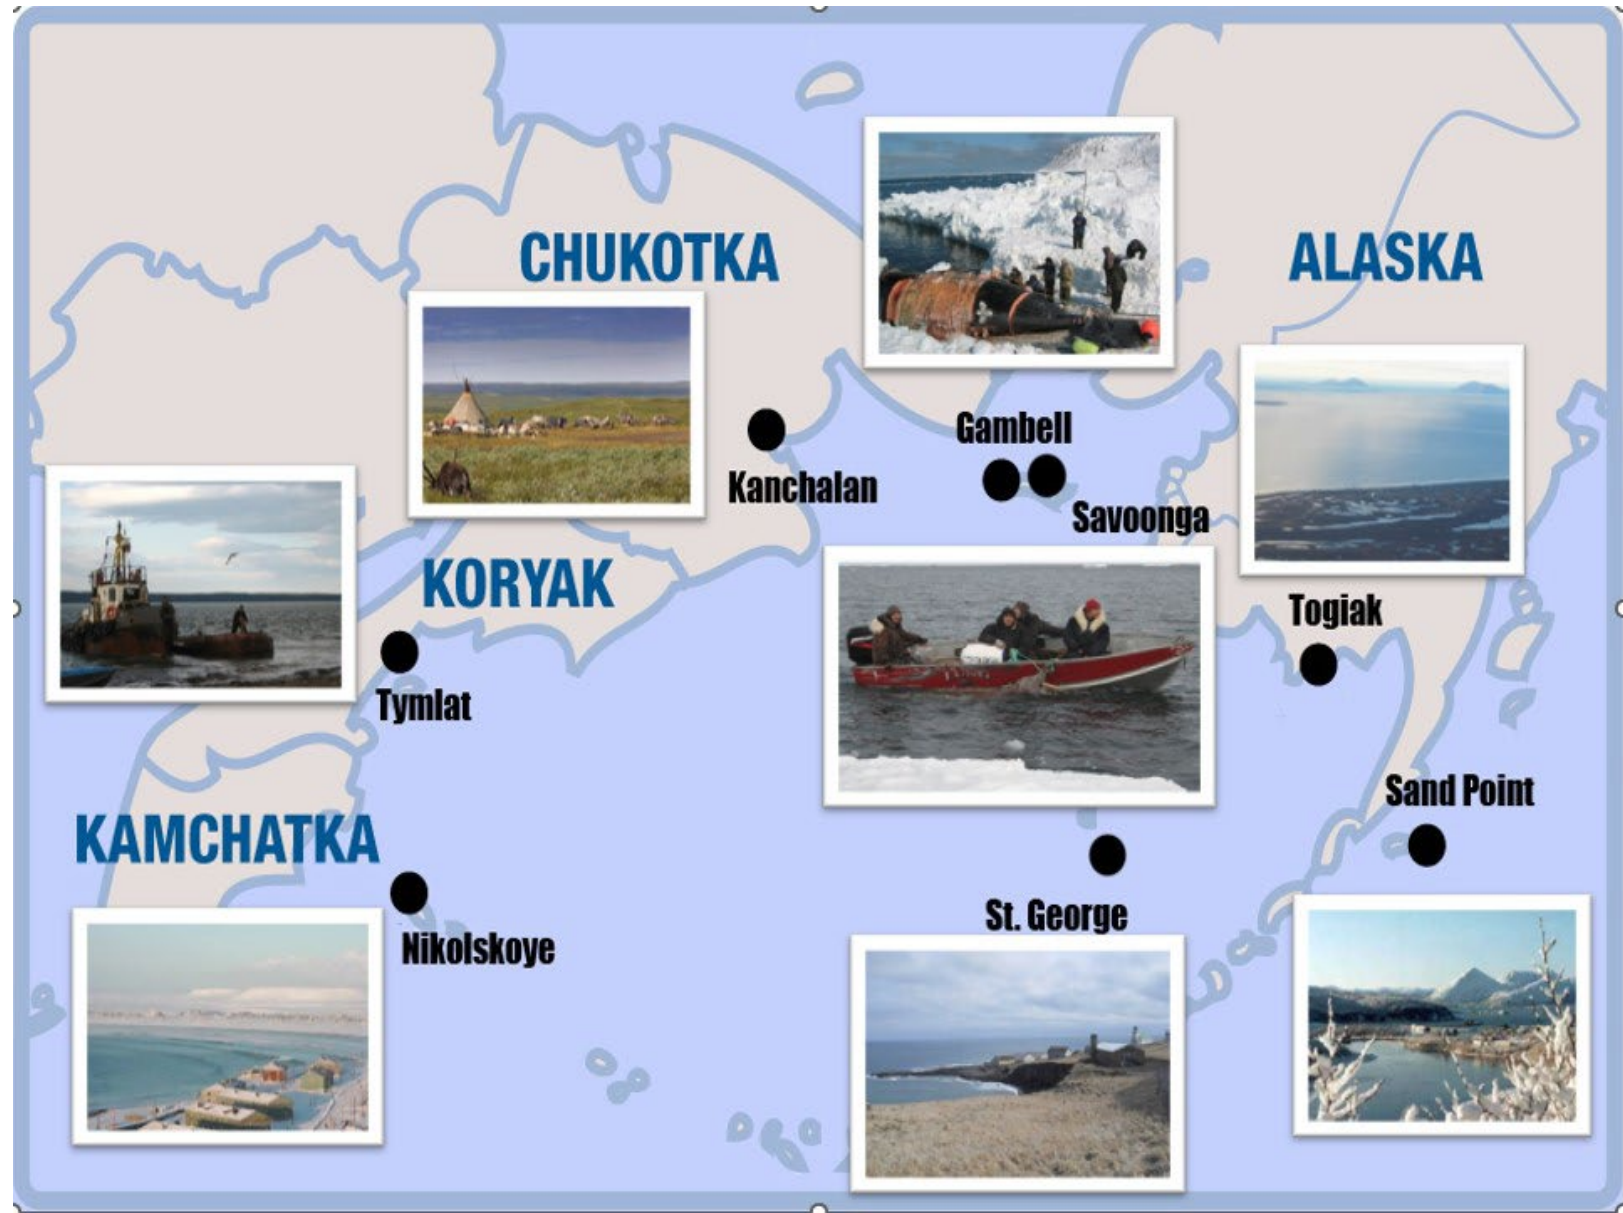 CHUKOTKA
ALASKA
Gambell
Kanchalan
Savoonga
KORYAK
Togiak
Tymlat
Sand Point
KAMCHATKA
St. George
Nikolskoye